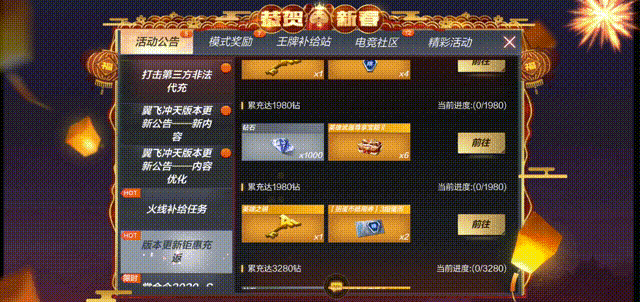 恭贺 新春
活动公告 模式奖励 王牌补给站 电竞社区 精彩活动
打击第三方非法
代充
翼飞冲天版本更
新公告——新内
容
翼飞冲天版本更
新公告——内容
优化
HOT
火线补给任务
HOT
版本更新钜惠充
返
x1
x4
前往
累充达1980钻
当前进度:(0/1980)
钻石
x1000
x6
前往
累充达1980钻
当前进度:(0/1980)
x1
x2
前往
累充达3280钻
当前进度:(0/3280)
福
福